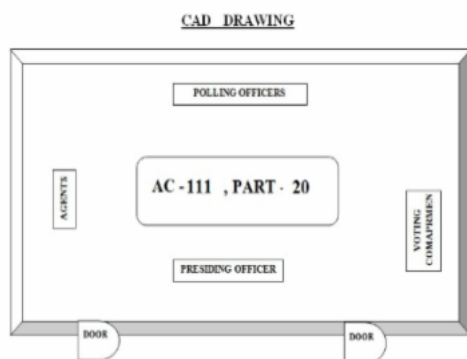 CAD DRAWING
POLLING OFFICERS
AGENTS
AC -111 , PART - 20
VOTING
COMAPRMEN
PRESIDING OFFICER
DOOR
DOOR